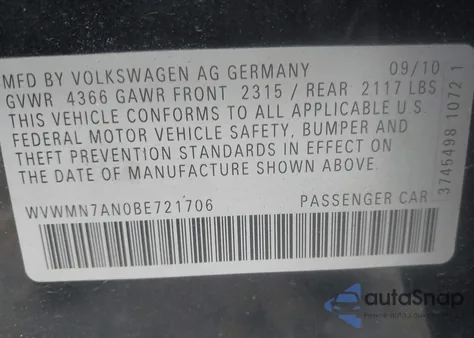 MFD BY VOLKSWAGEN AG GERMANY 09/10
GVWR 4366 GAWR FRONT 2315 / REAR 2117 LBS
THIS VEHICLE CONFORMS TO ALL APPLICABLE U.S.
FEDERAL MOTOR VEHICLE SAFETY, BUMPER AND
THEFT PREVENTION STANDARDS IN EFFECT ON
THE DATE OF MANUFACTURE SHOWN ABOVE.
WVWMN7AN0BE721706 PASSENGER CAR
3745498 1072 1
autoSnap